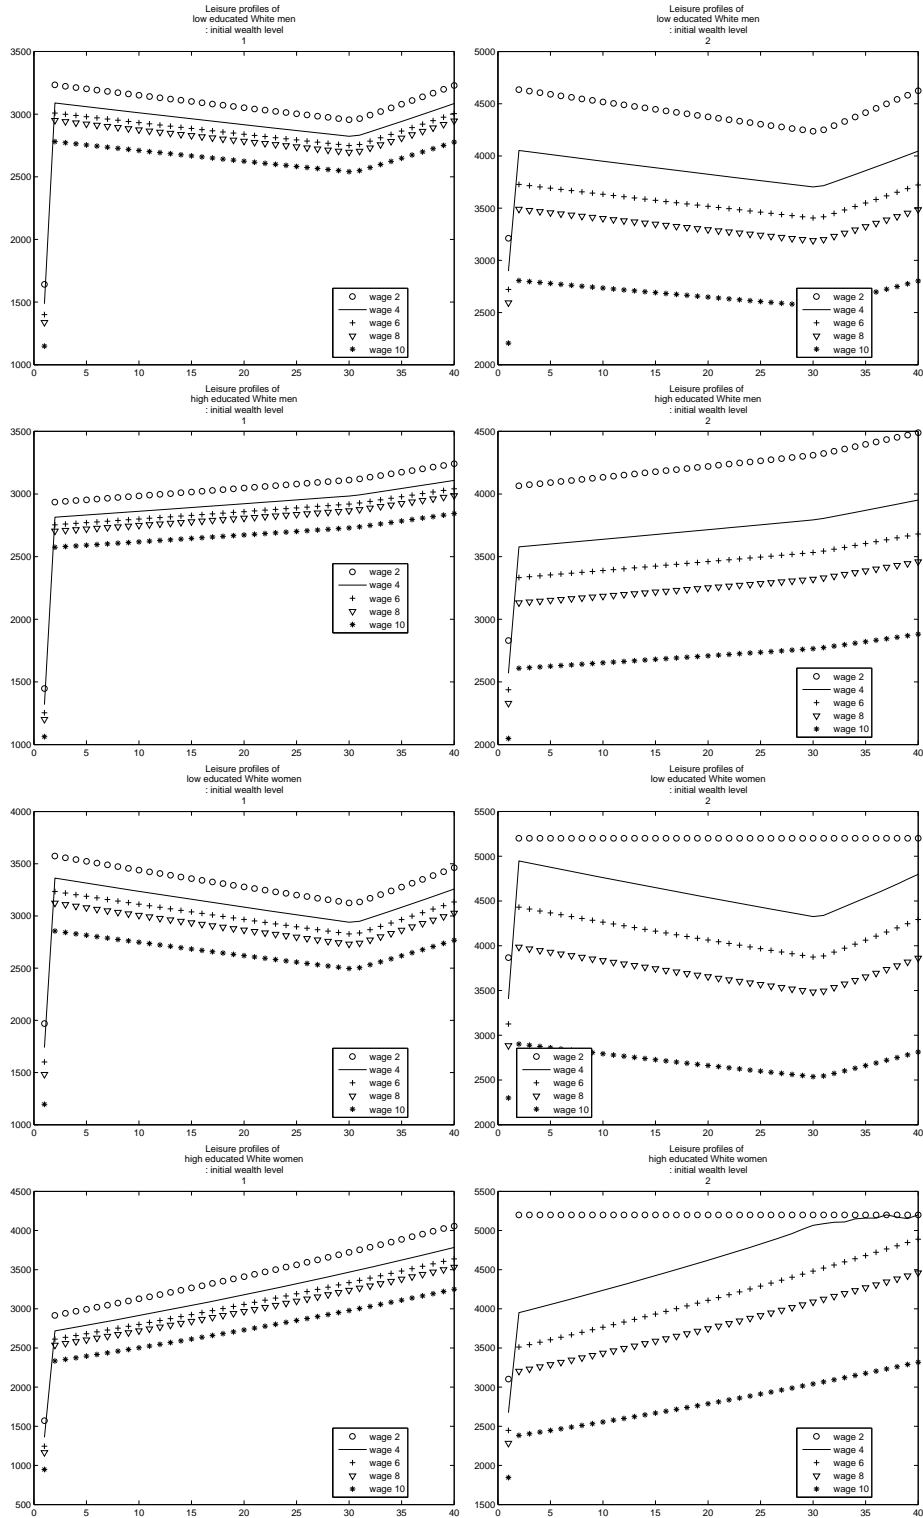 Leisure profiles of
low educated White men
: initial wealth level
1
3500
3000
2500
2000
1500
1000
0 5 10 15 20 25 30 35 40
wage 2
wage 4
wage 6
wage 8
wage 10
Leisure profiles of
low educated White men
: initial wealth level
2
5000
4500
4000
3500
3000
2500
2000
0 5 10 15 20 25 30 35 40
wage 2
wage 4
wage 6
wage 8
wage 10
Leisure profiles of
high educated White men
: initial wealth level
1
3500
3000
2500
2000
1500
1000
0 5 10 15 20 25 30 35 40
wage 2
wage 4
wage 6
wage 8
wage 10
Leisure profiles of
high educated White men
: initial wealth level
2
4500
4000
3500
3000
2500
2000
0 5 10 15 20 25 30 35 40
wage 2
wage 4
wage 6
wage 8
wage 10
Leisure profiles of
low educated White women
: initial wealth level
1
4000
3500
3000
2500
2000
1500
1000
0 5 10 15 20 25 30 35 40
wage 2
wage 4
wage 6
wage 8
wage 10
Leisure profiles of
low educated White women
: initial wealth level
2
5500
5000
4500
4000
3500
3000
2500
2000
0 5 10 15 20 25 30 35 40
wage 2
wage 4
wage 6
wage 8
wage 10
Leisure profiles of
high educated White women
: initial wealth level
1
4500
4000
3500
3000
2500
2000
1500
1000
500
0 5 10 15 20 25 30 35 40
wage 2
wage 4
wage 6
wage 8
wage 10
Leisure profiles of
high educated White women
: initial wealth level
2
5500
5000
4500
4000
3500
3000
2500
2000
1500
0 5 10 15 20 25 30 35 40
wage 2
wage 4
wage 6
wage 8
wage 10